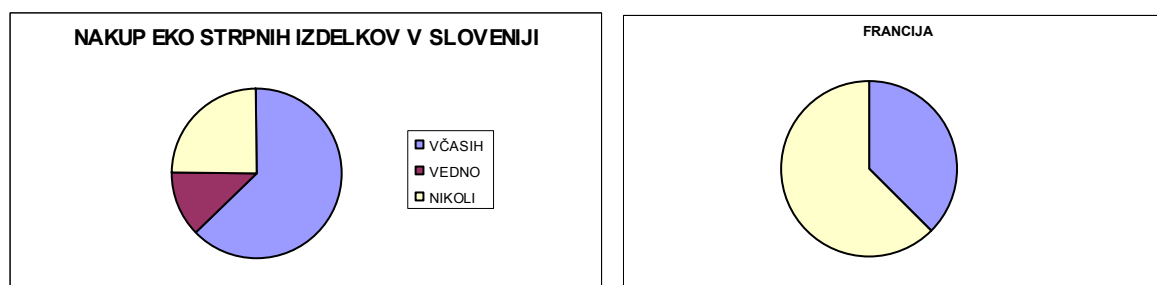 NAKUP EKO STRPNIH IZDELKOV V SLOVENIJI
VČASIH
VEDNO
NIKOLI
FRANCIJA